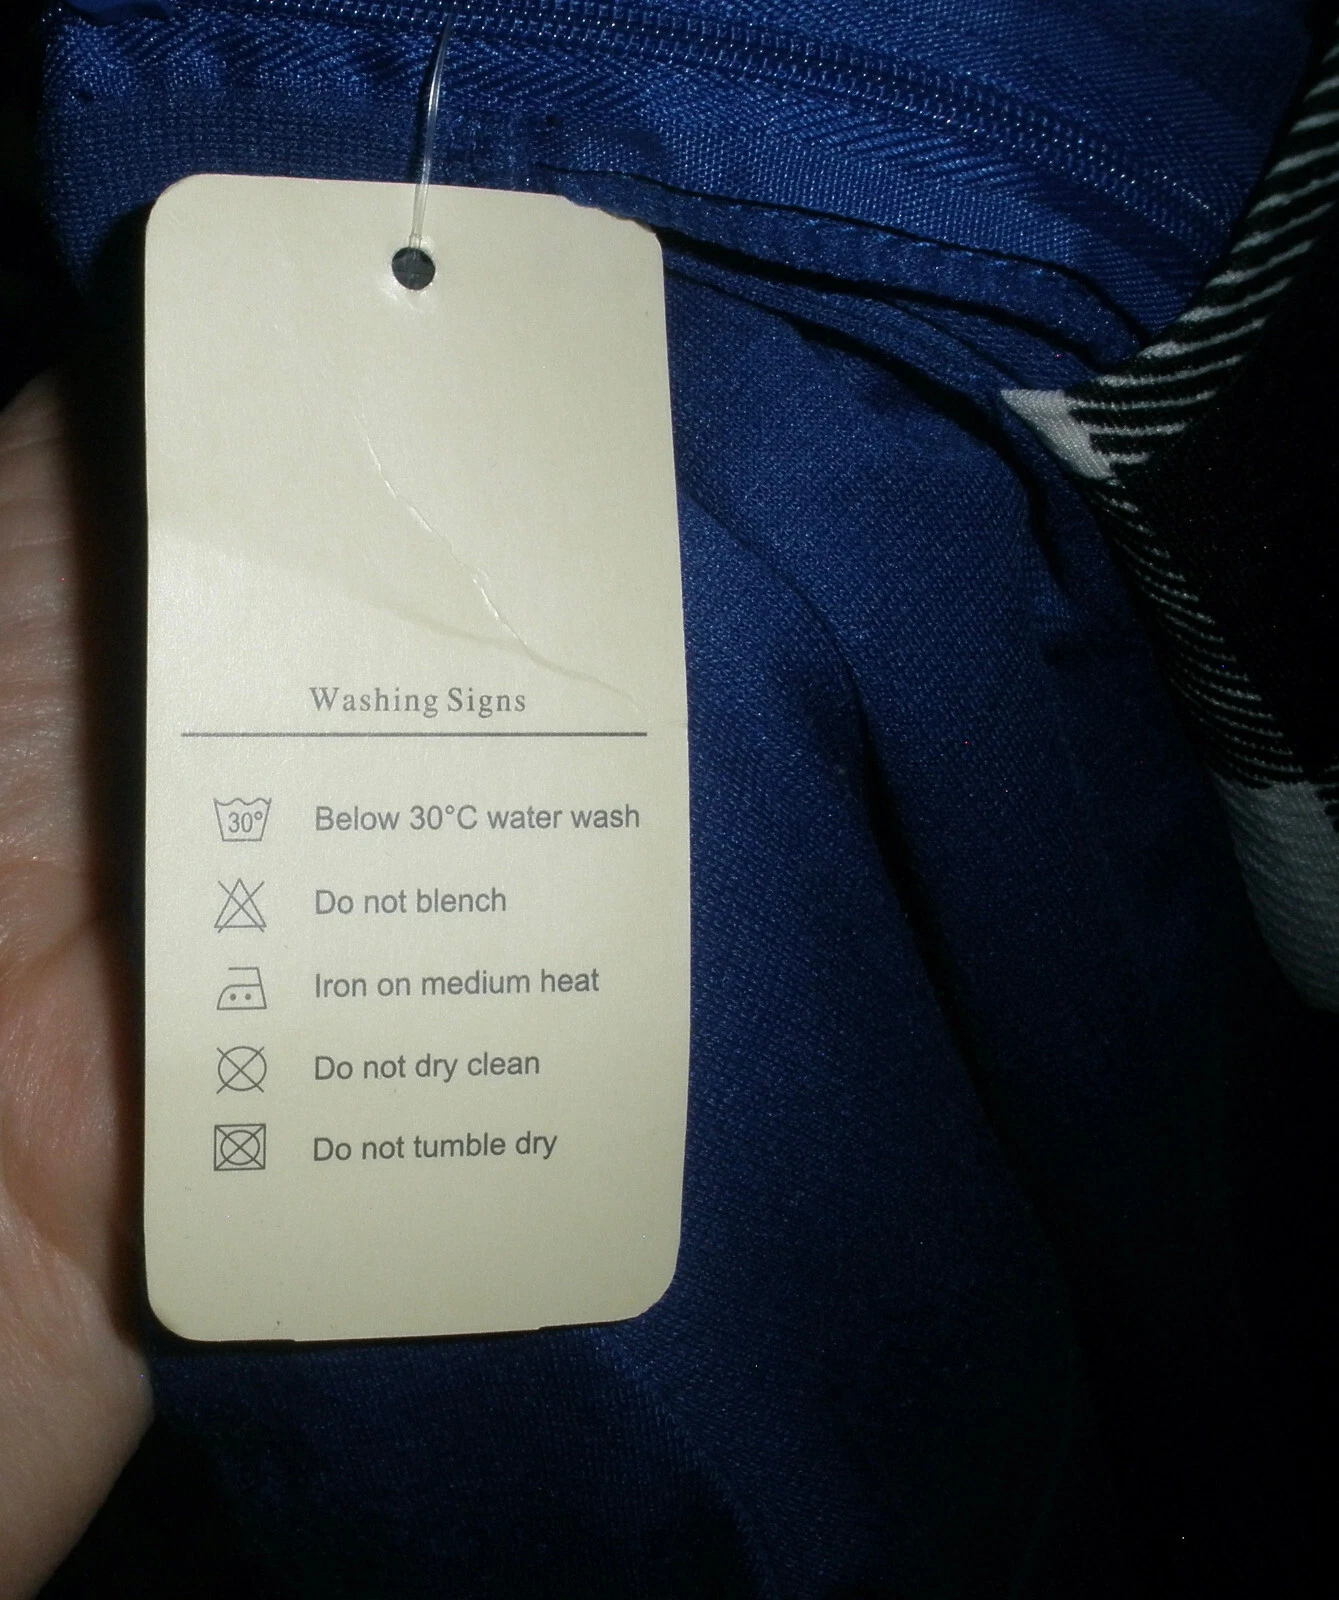 Washing Signs
30° Below 30°C water wash
Do not blench
Iron on medium heat
Do not dry clean
Do not tumble dry